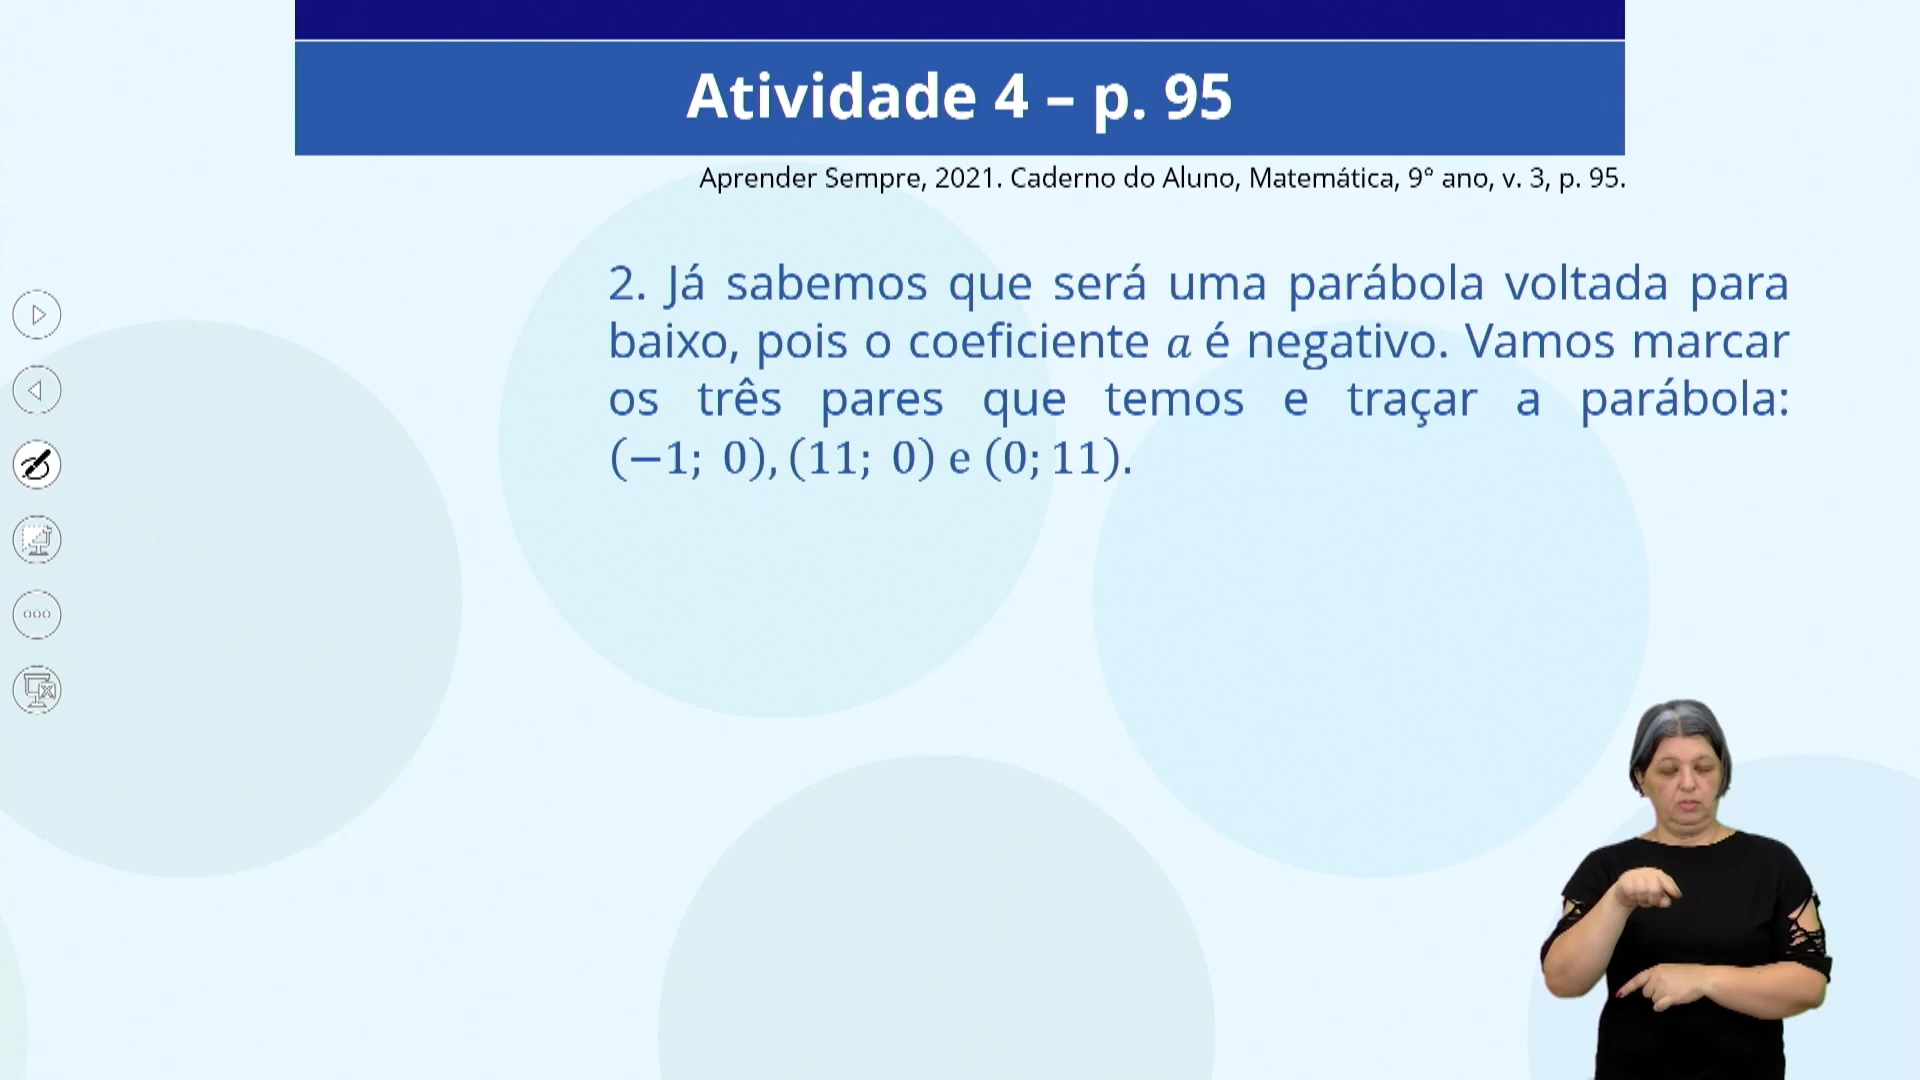 Atividade 4 – p. 95
Aprender Sempre, 2021. Caderno do Aluno, Matemática, 9° ano, v. 3, p. 95.
2. Já sabemos que será uma parábola voltada para
baixo, pois o coeficiente a é negativo. Vamos marcar
os três pares que temos e traçar a parábola:
(−1; 0), (11; 0) e (0; 11).